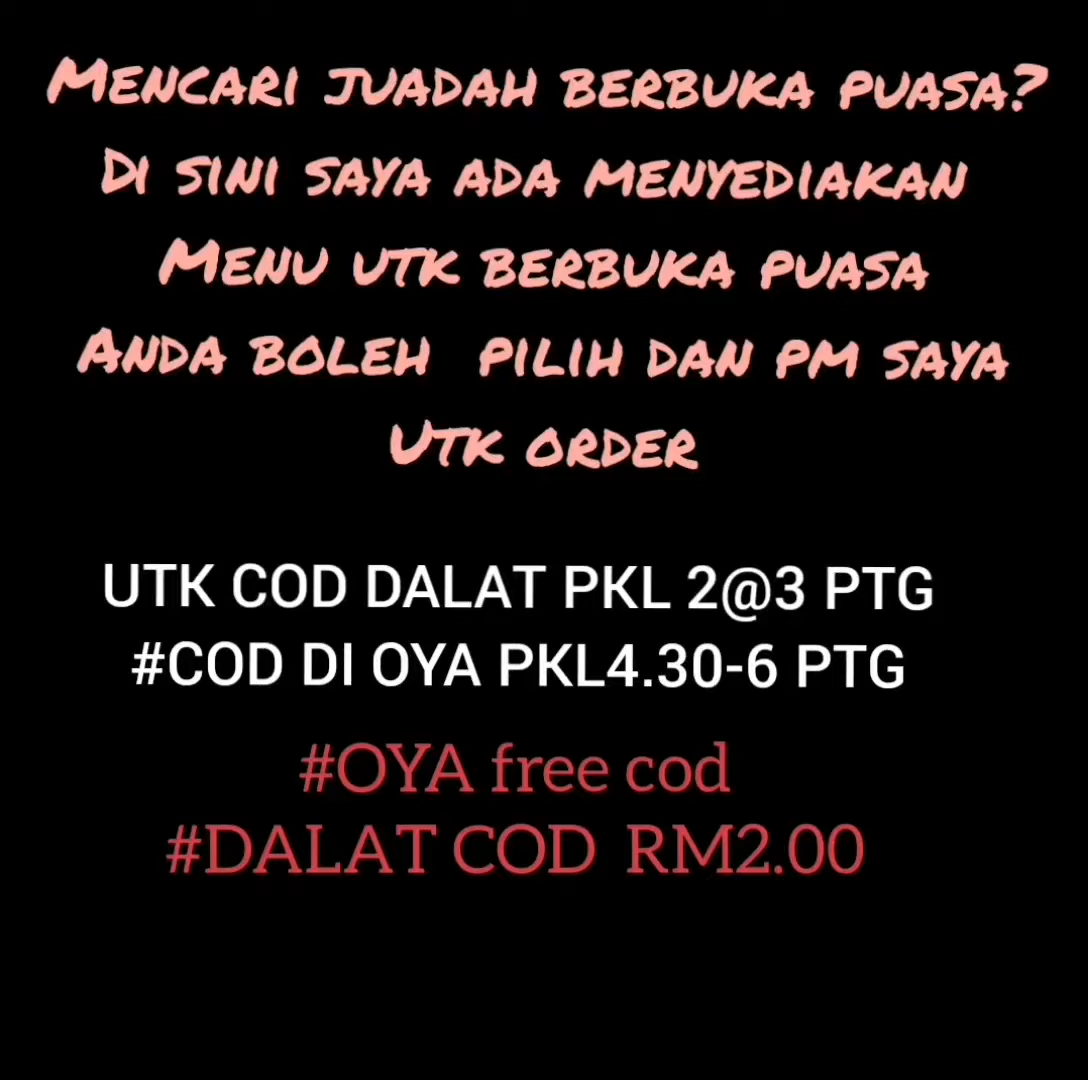 MENCARI JUADAH BERBUKA PUASA?
DI SINI SAYA ADA MENYEDIAKAN
MENU UTK BERBUKA PUASA
ANDA BOLEH PILIH DAN PM SAYA
UTK ORDER
UTK COD DALAT PKL 2@3 PTG
#COD DI OYA PKL4.30-6 PTG
#OYA free cod
#DALAT COD RM2.00